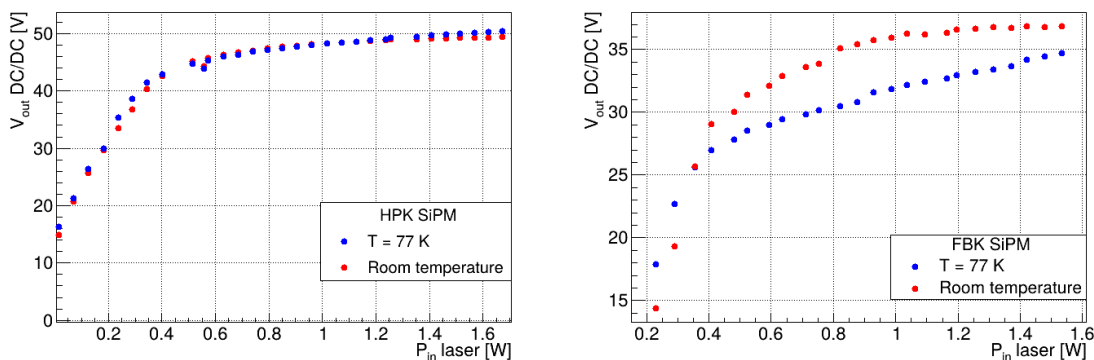 V_out DC/DC [V]
50
40
30
20
10
0
HPK SiPM
T = 77 K
Room temperature
0.2 0.4 0.6 0.8 1 1.2 1.4 1.6
P_in laser [W]
V_out DC/DC [V]
35
30
25
20
15
FBK SiPM
T = 77 K
Room temperature
0.2 0.4 0.6 0.8 1 1.2 1.4 1.6
P_in laser [W]